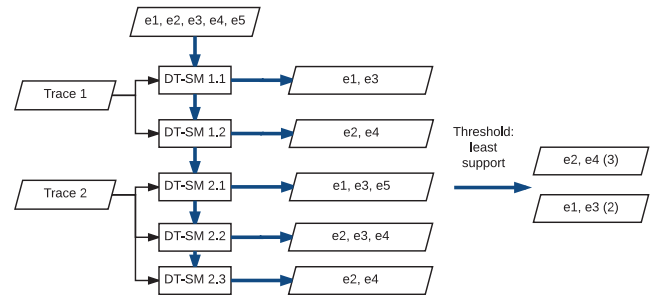 e1, e2, e3, e4, e5
DT-SM 1.1
e1, e3
Trace 1
DT-SM 1.2
e2, e4
Threshold:
least
support
e2, e4 (3)
Trace 2
DT-SM 2.1
e1, e3, e5
e1, e3 (2)
DT-SM 2.2
e2, e3, e4
DT-SM 2.3
e2, e4